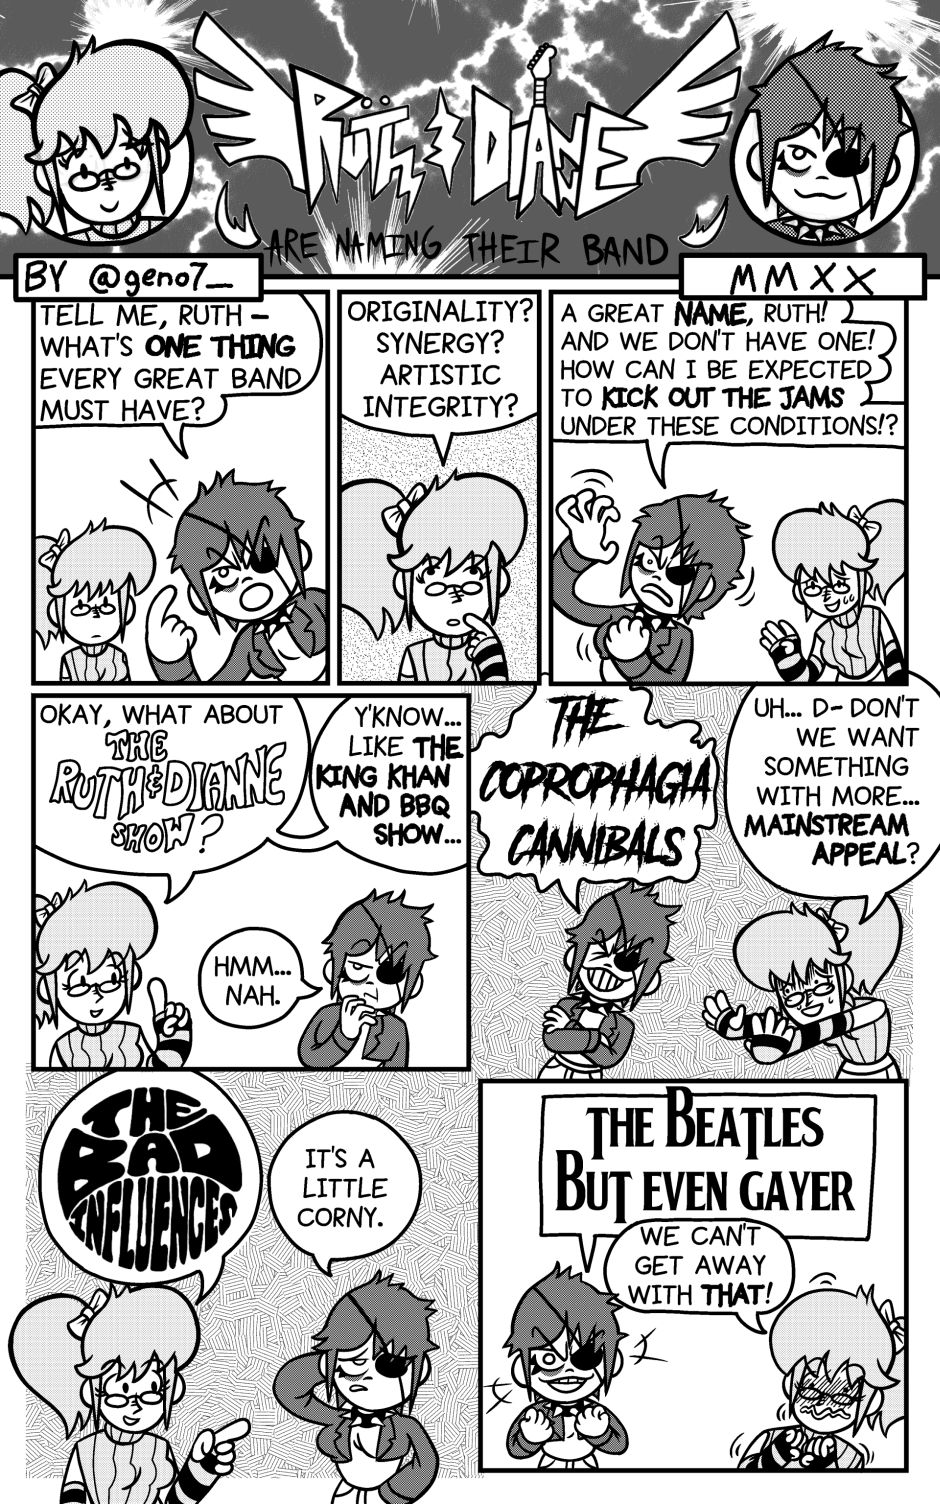 RÜTH & DIANNE
ARE NAMING THEIR BAND
BY @geno7_
MMXX
TELL ME, RUTH –
WHAT'S ONE THING
EVERY GREAT BAND
MUST HAVE?
ORIGINALITY?
SYNERGY?
ARTISTIC
INTEGRITY?
A GREAT NAME, RUTH!
AND WE DON'T HAVE ONE!
HOW CAN I BE EXPECTED
TO KICK OUT THE JAMS
UNDER THESE CONDITIONS!?
OKAY, WHAT ABOUT
THE
RUTH & DIANNE
SHOW?
Y'KNOW...
LIKE THE
KING KHAN
AND BBQ
SHOW...
HMM...
NAH.
THE
COPROPHAGIA
CANNIBALS
UH... D-DON'T
WE WANT
SOMETHING
WITH MORE...
MAINSTREAM
APPEAL?
THE
BAD
INFLUENCES
IT'S A
LITTLE
CORNY.
THE BEATLES
BUT EVEN GAYER
WE CAN'T
GET AWAY
WITH THAT!